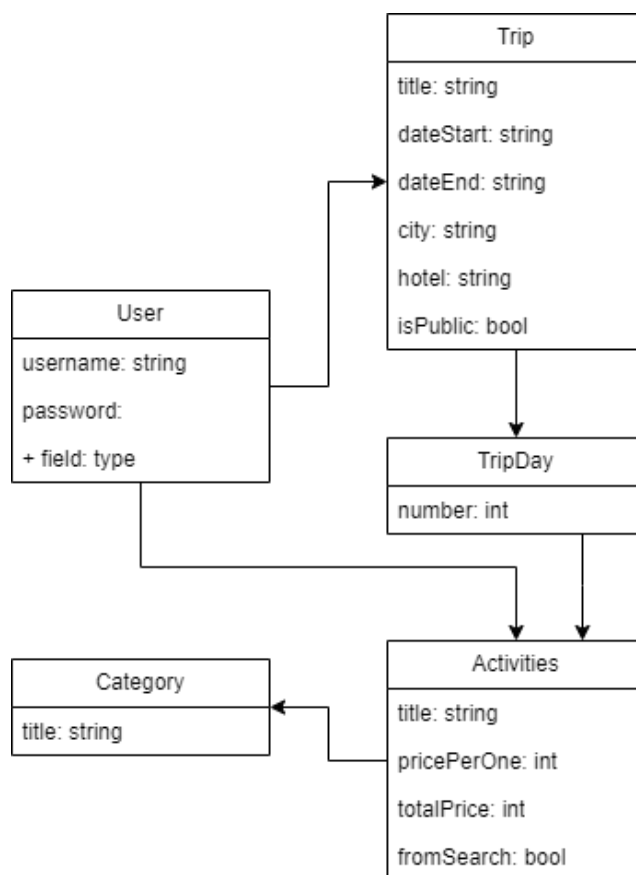 Trip
title: string
dateStart: string
dateEnd: string
city: string
hotel: string
isPublic: bool
User
username: string
password:
+ field: type
TripDay
number: int
Activities
title: string
pricePerOne: int
totalPrice: int
fromSearch: bool
Category
title: string